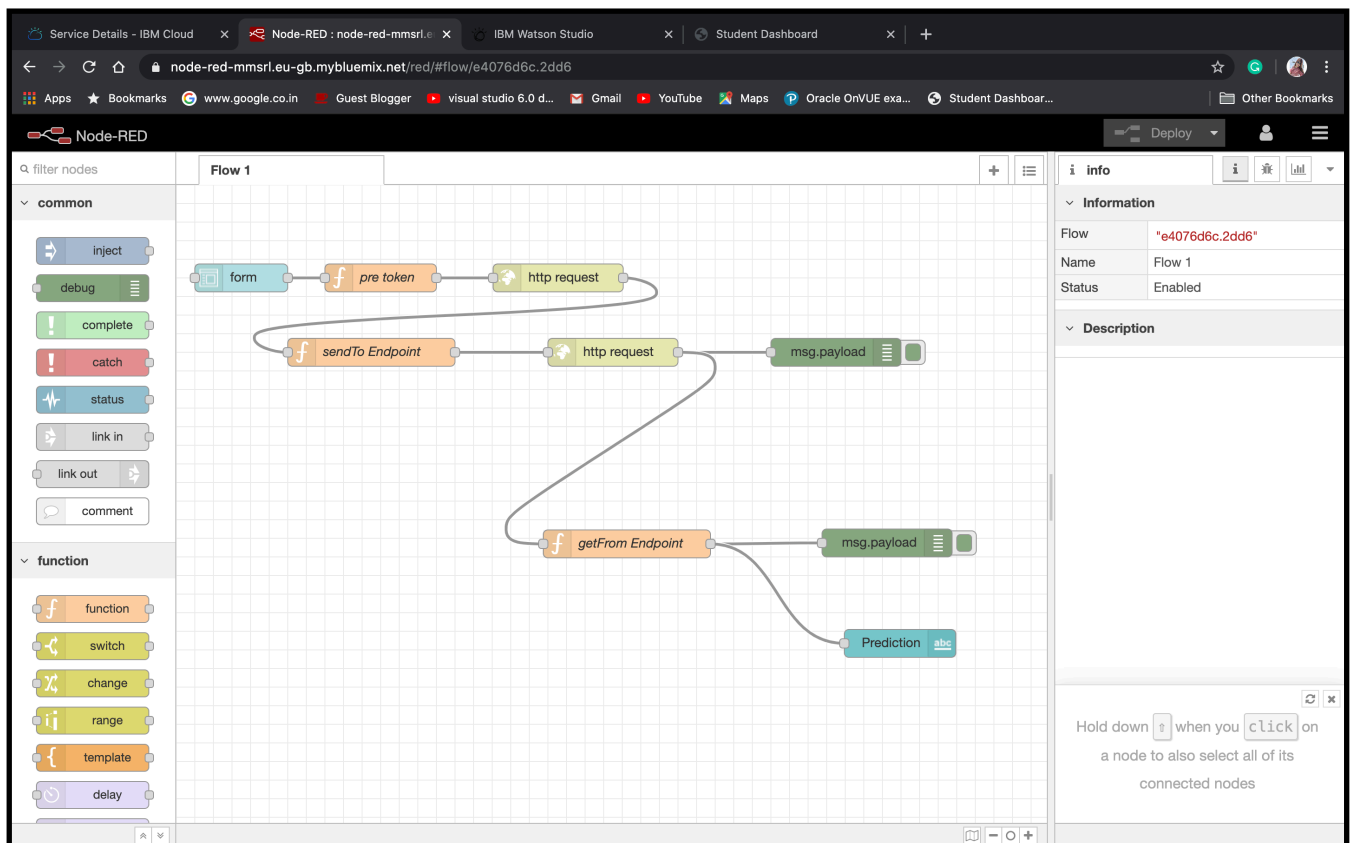 Service Details - IBM Cloud
Node-RED : node-red-mmsrl.e
IBM Watson Studio
Student Dashboard
node-red-mmsrl.eu-gb.mybluemix.net/red/#flow/e4076d6c.2dd6
Apps Bookmarks www.google.co.in Guest Blogger visual studio 6.0 d... Gmail YouTube Maps Oracle OnVUE exa... Student Dashboar... Other Bookmarks
Node-RED
Deploy
filter nodes
common
inject
debug
complete
catch
status
link in
link out
comment
function
function
switch
change
range
template
delay
Flow 1
form
pre token
http request
sendTo Endpoint
http request
msg.payload
getFrom Endpoint
msg.payload
Prediction
abc
i info
i
Information
Flow "e4076d6c.2dd6"
Name Flow 1
Status Enabled
Description
Hold down ⇧ when you click on
a node to also select all of its
connected nodes